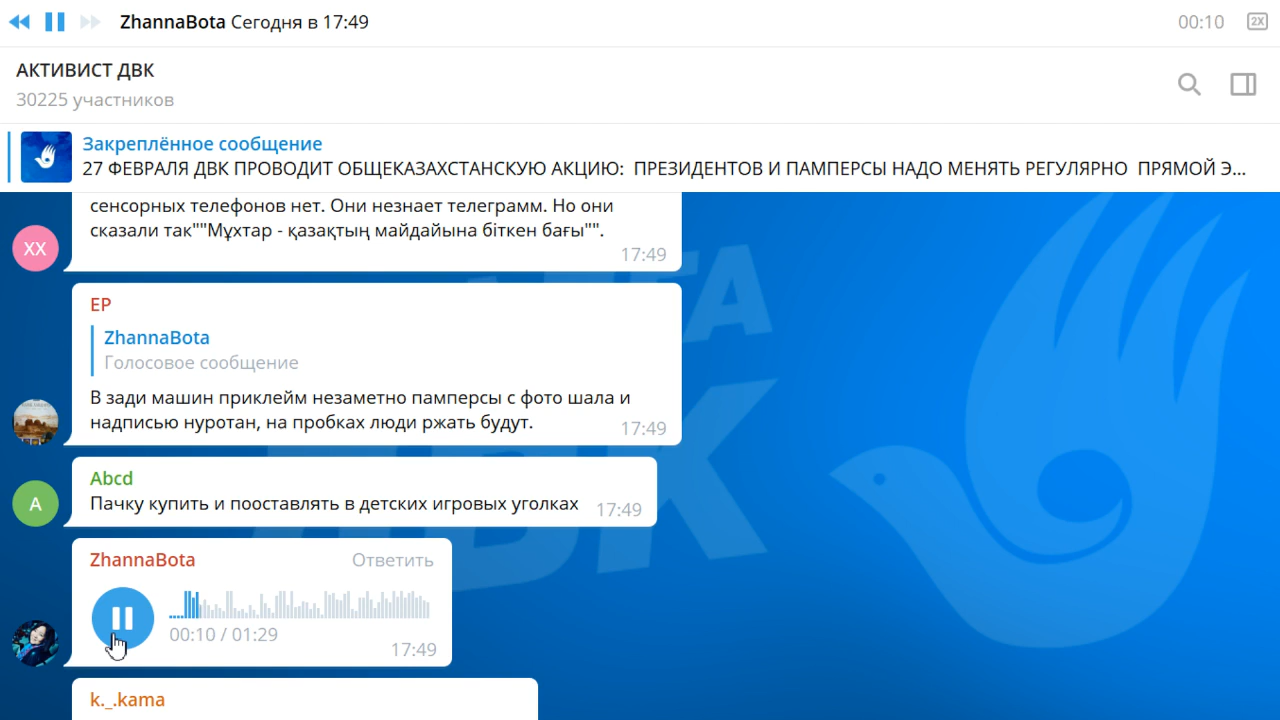 ZhannaBota Сегодня в 17:49
00:10
2X
АКТИВИСТ ДВК
30225 участников
Закреплённое сообщение
27 ФЕВРАЛЯ ДВК ПРОВОДИТ ОБЩЕКАЗАХСТАНСКУЮ АКЦИЮ: ПРЕЗИДЕНТОВ И ПАМПЕРСЫ НАДО МЕНЯТЬ РЕГУЛЯРНО ПРЯМОЙ Э...
сенсорных телефонов нет. Они незнает телеграмм. Но они
сказали так""Мұхтар - қазақтың майдайына біткен бағы"".
17:49
XX
EP
ZhannaBota
Голосовое сообщение
В зади машин приклейм незаметно памперсы с фото шала и
надписью нуротан, на пробках люди ржать будут.
17:49
Abcd
A
Пачку купить и пооставлять в детских игровых уголках
17:49
ZhannaBota
Ответить
00:10 / 01:29
17:49
k._.kama
ДВК